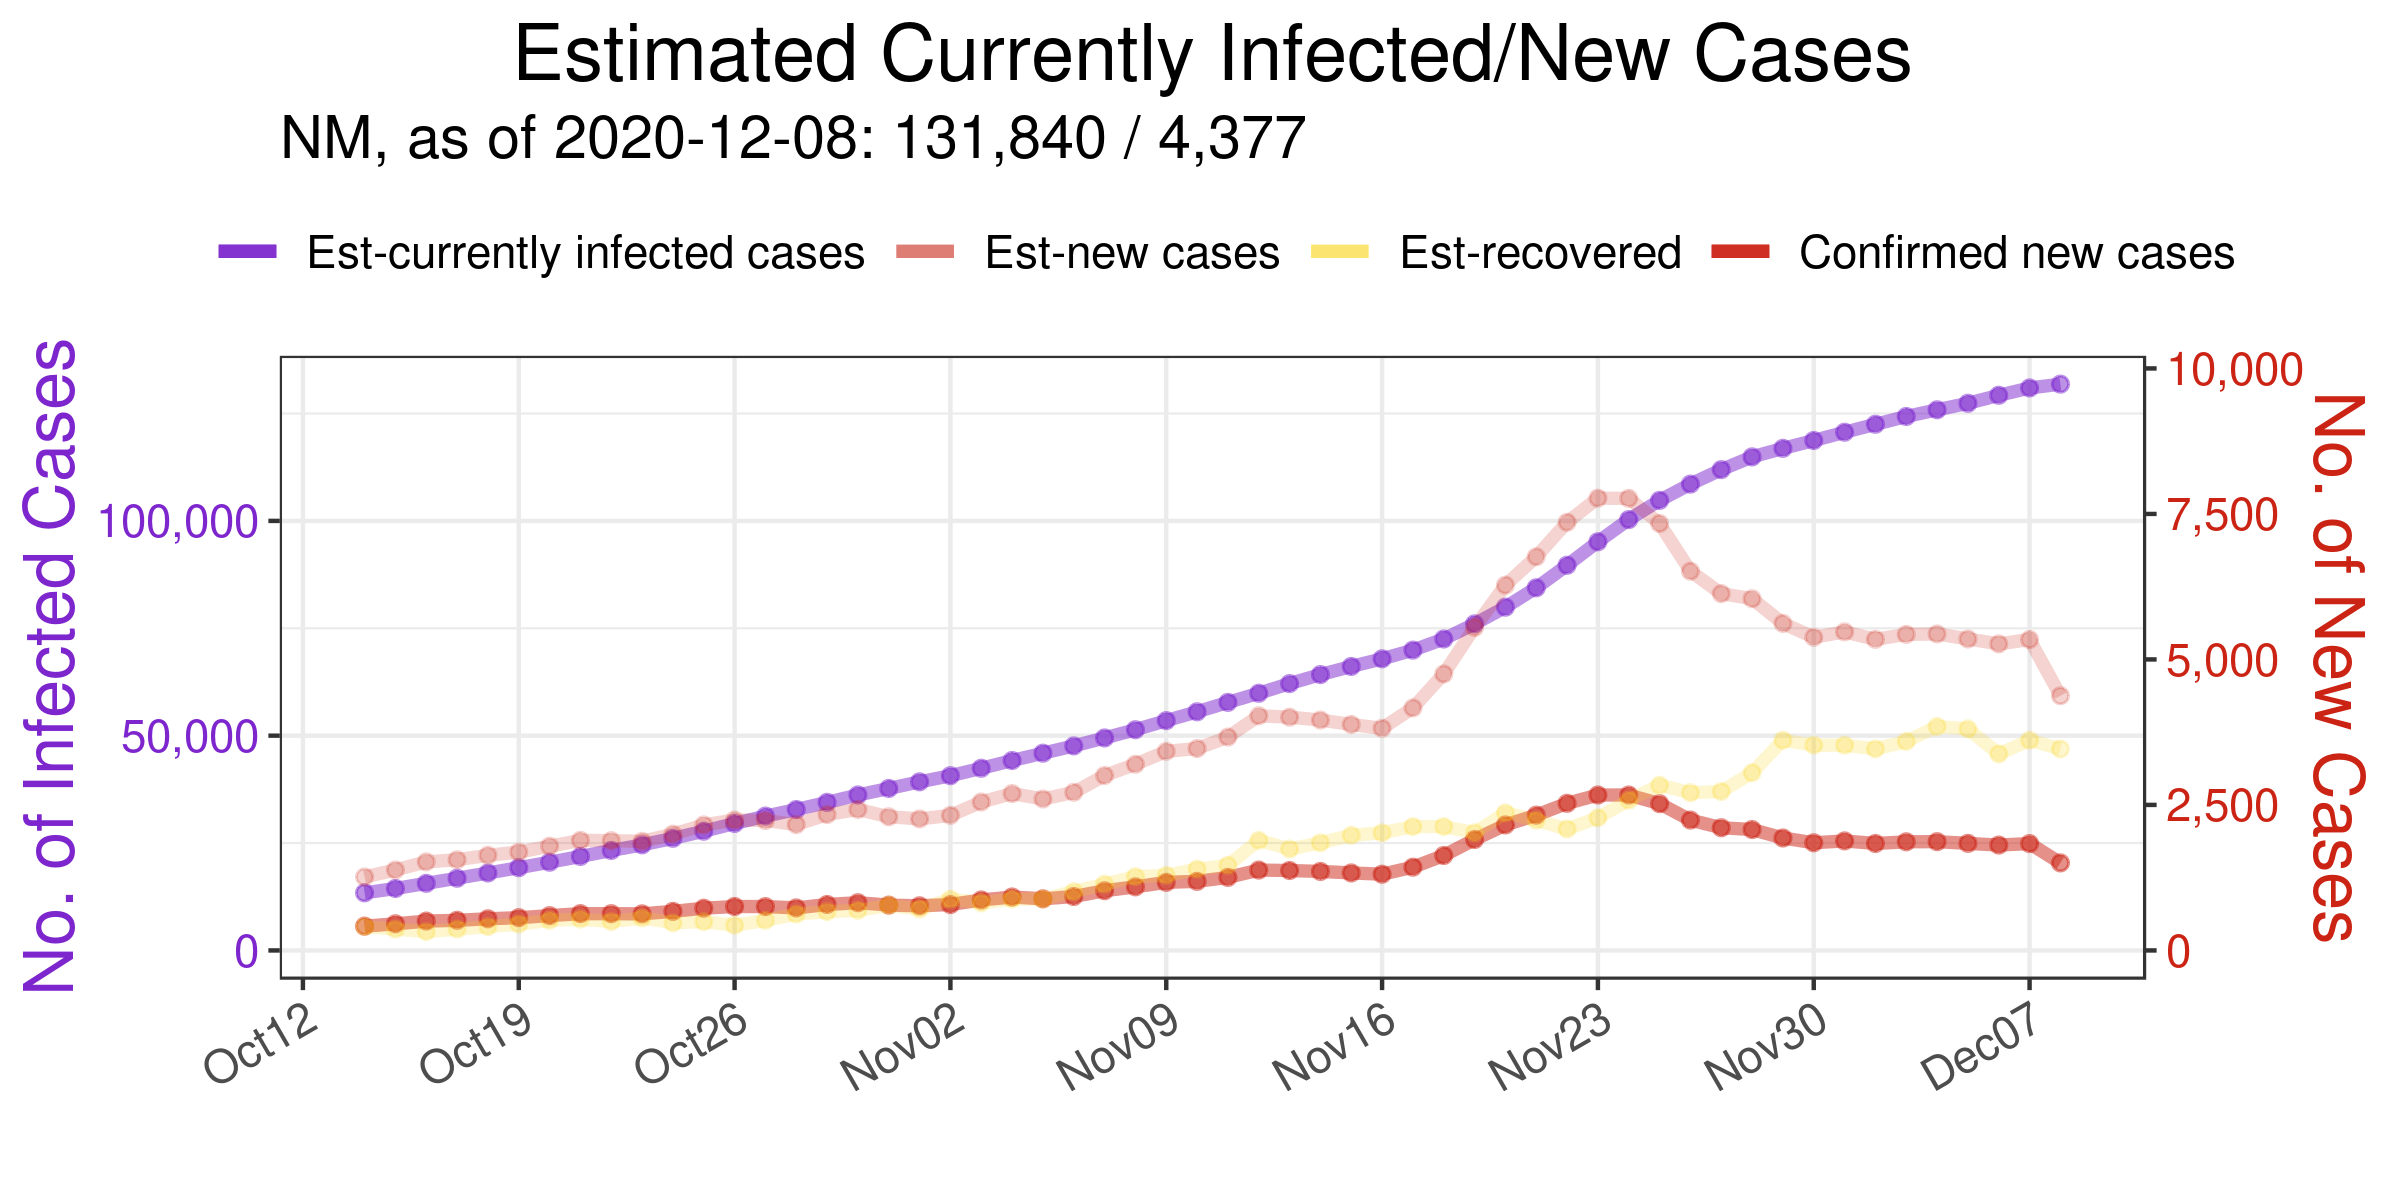 Estimated Currently Infected/New Cases
NM, as of 2020-12-08: 131,840 / 4,377
Est-currently infected cases Est-new cases Est-recovered Confirmed new cases
No. of Infected Cases
100,000
50,000
0
10,000
7,500
5,000
2,500
0
No. of New Cases
Oct12 Oct19 Oct26 Nov02 Nov09 Nov16 Nov23 Nov30 Dec07